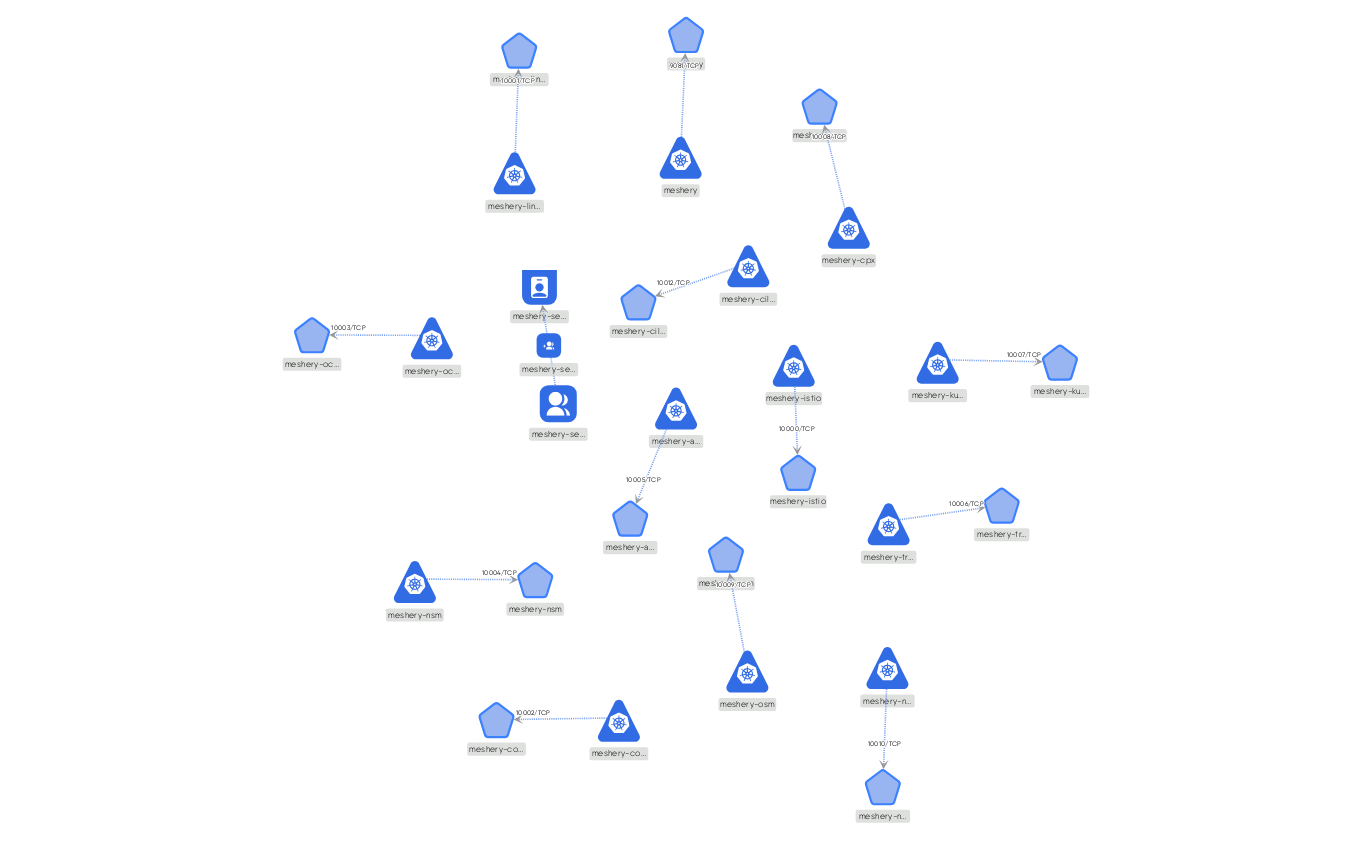 10001/TCP
9081/TCP
10008/TCP
meshery-lin...
meshery
meshery-cpx
10012/TCP
meshery-cil...
meshery-se...
meshery-cil...
10003/TCP
meshery-oc...
meshery-oc...
meshery-se...
10007/TCP
meshery-ku...
meshery-ku...
meshery-istio
meshery-se...
meshery-a...
10000/TCP
10005/TCP
meshery-istio
10006/TCP
meshery-tr...
meshery-a...
meshery-tr...
10004/TCP
10009/TCP
meshery-nsm
meshery-nsm
meshery-osm
meshery-n...
10002/TCP
meshery-co...
meshery-co...
10010/TCP
meshery-n...